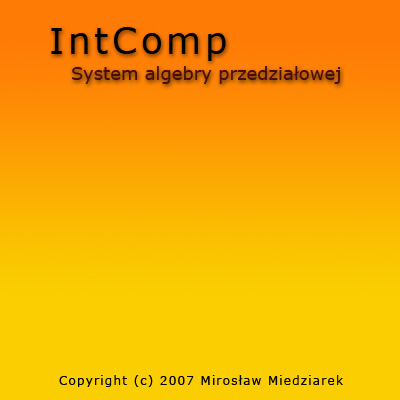 IntComp
System algebry przedziałowej
Copyright (c) 2007 Mirosław Miedziarek